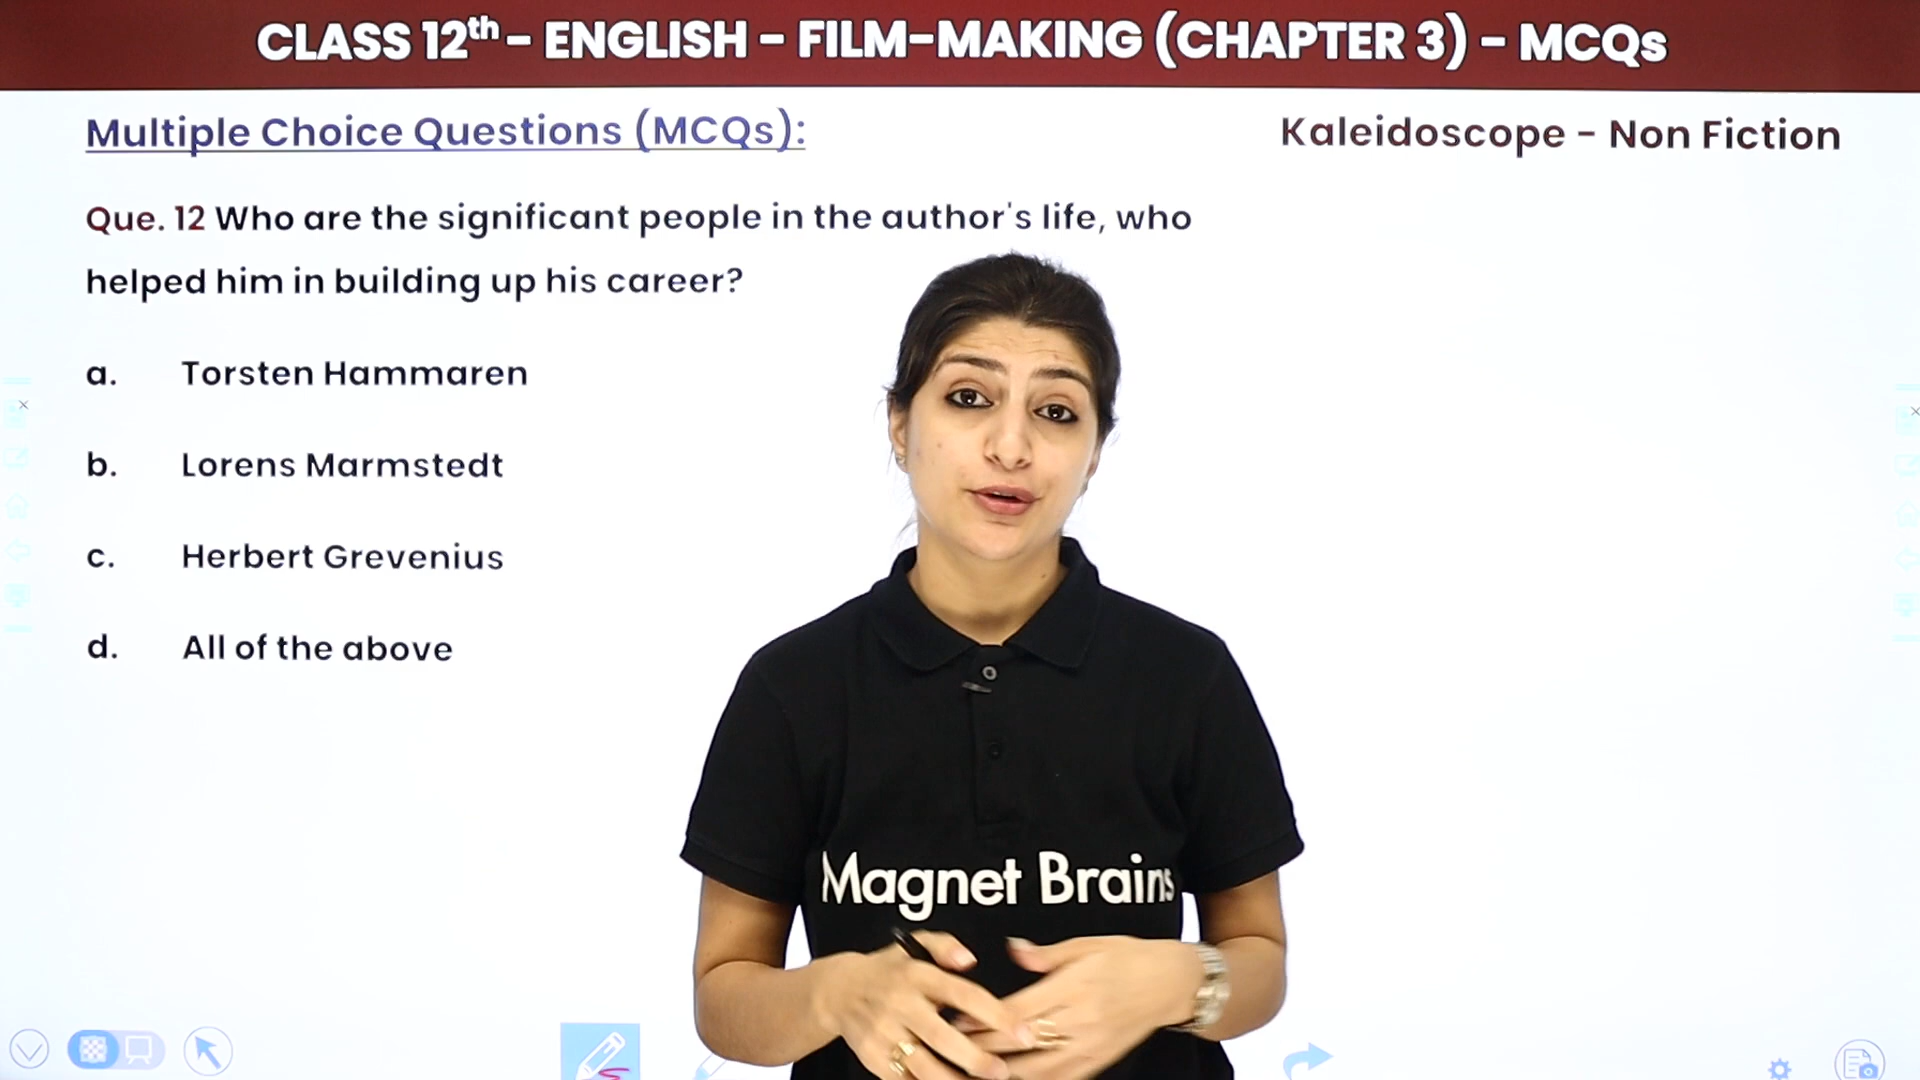 CLASS 12th - ENGLISH - FILM-MAKING (CHAPTER 3) - MCQs
Multiple Choice Questions (MCQs):
Kaleidoscope - Non Fiction
Que. 12 Who are the significant people in the author's life, who
helped him in building up his career?
a. Torsten Hammaren
b. Lorens Marmstedt
c. Herbert Grevenius
d. All of the above
Magnet Brains